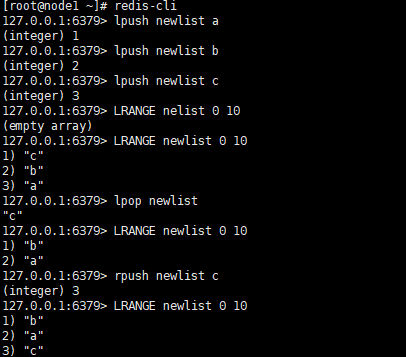 [root@node1 ~]# redis-cli
127.0.0.1:6379> lpush newlist a
(integer) 1
127.0.0.1:6379> lpush newlist b
(integer) 2
127.0.0.1:6379> lpush newlist c
(integer) 3
127.0.0.1:6379> LRANGE nelist 0 10
(empty array)
127.0.0.1:6379> LRANGE newlist 0 10
1) "c"
2) "b"
3) "a"
127.0.0.1:6379> lpop newlist
"c"
127.0.0.1:6379> LRANGE newlist 0 10
1) "b"
2) "a"
127.0.0.1:6379> rpush newlist c
(integer) 3
127.0.0.1:6379> LRANGE newlist 0 10
1) "b"
2) "a"
3) "c"